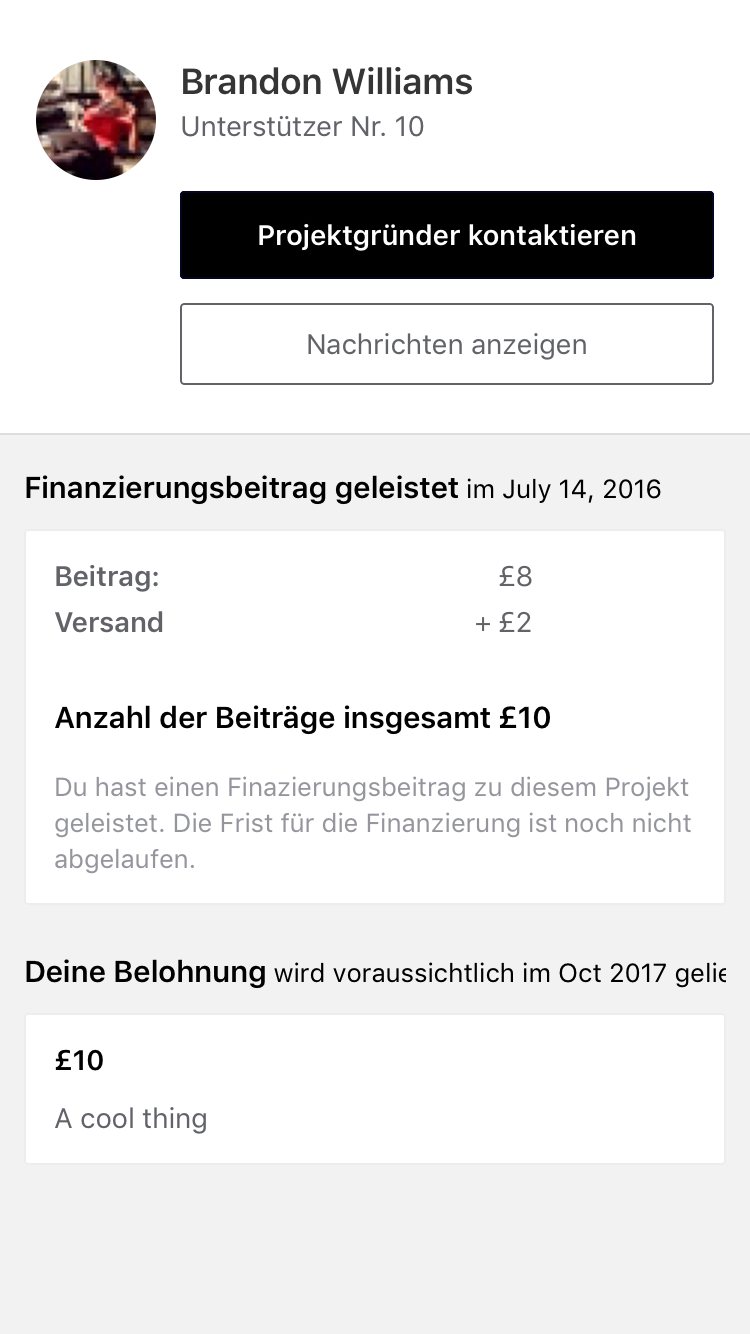 Brandon Williams
Unterstützer Nr. 10
Projektgründer kontaktieren
Nachrichten anzeigen
Finanzierungsbeitrag geleistet im July 14, 2016
Beitrag: £8
Versand + £2
Anzahl der Beiträge insgesamt £10
Du hast einen Finazierungsbeitrag zu diesem Projekt
geleistet. Die Frist für die Finanzierung ist noch nicht
abgelaufen.
Deine Belohnung wird voraussichtlich im Oct 2017 gelie
£10
A cool thing